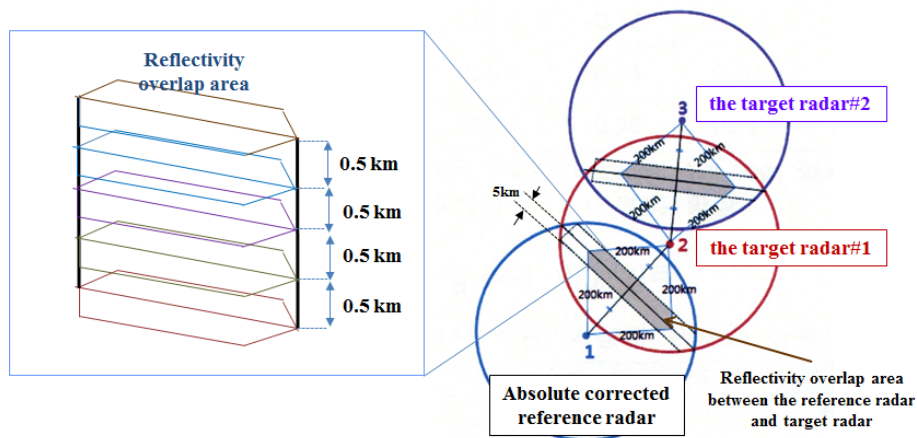 Reflectivity
overlap area
0.5 km
0.5 km
0.5 km
0.5 km
3
the target radar#2
200km
200km
200km
200km
5km
2
the target radar#1
200km
200km
200km
200km
1
Absolute corrected
reference radar
Reflectivity overlap area
between the reference radar
and target radar